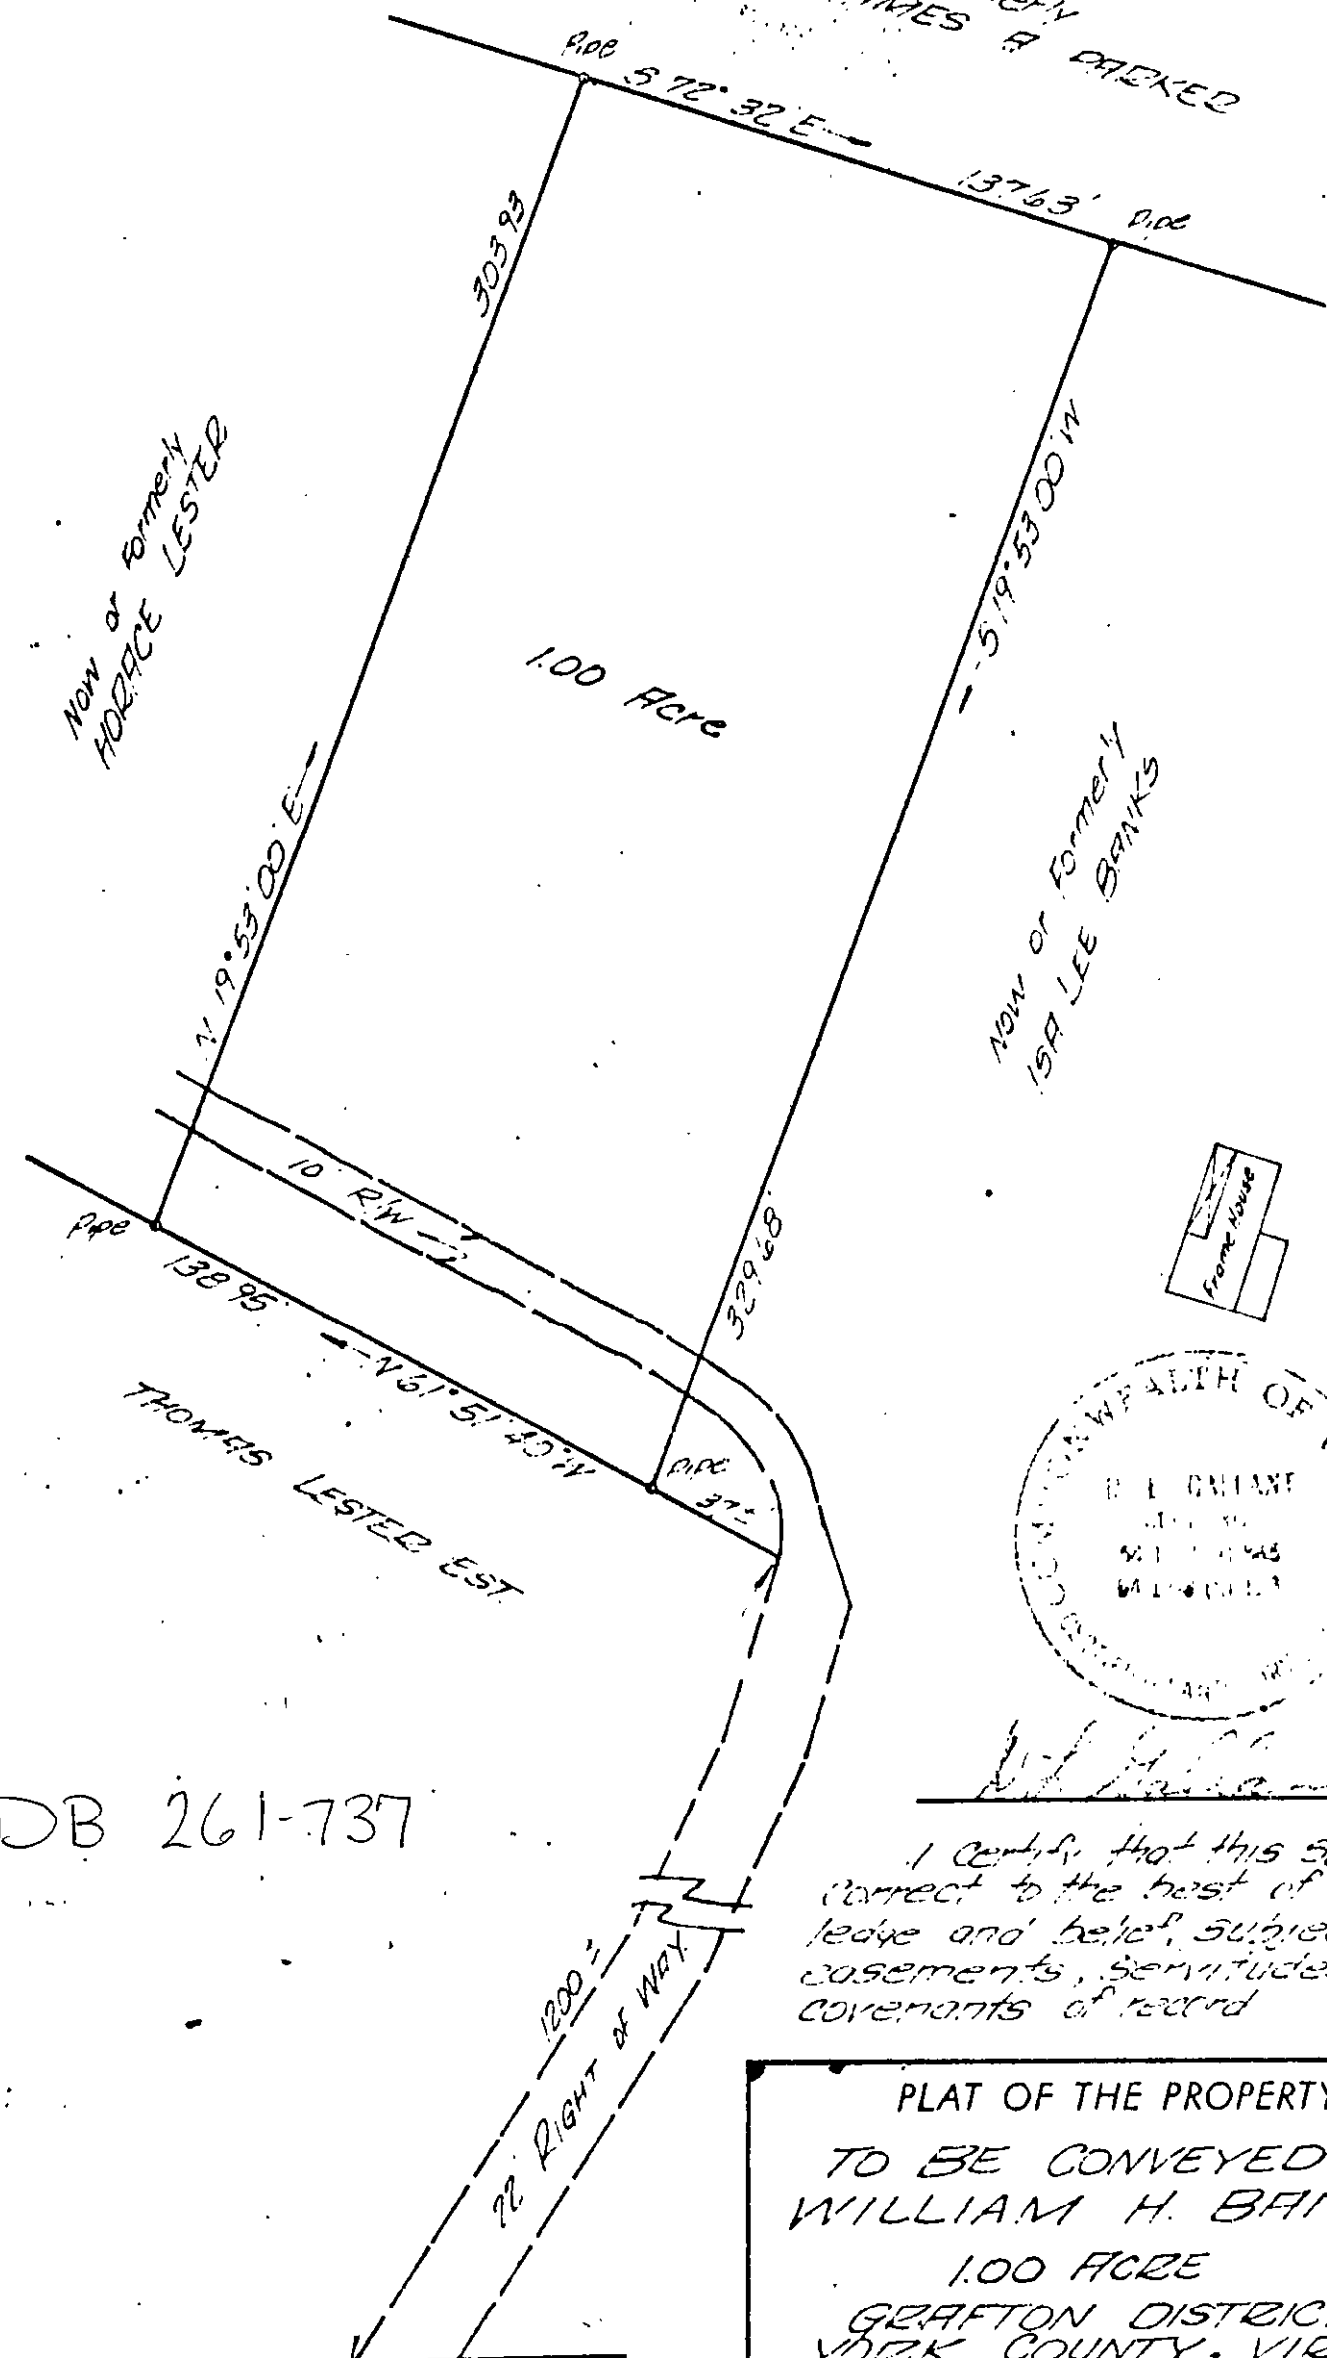 A PARKER
Pipe
S 72° 32' E
137.63'
Pipe
303.93
NOW or Formerly
HORACE LESTER
S 19° 53' 00" W
1.00 Acre
N 19° 53' 00" E
NOW or Formerly
ISA LEE BANKS
Frame House
10' R/W
Pipe
138.95'
329.68'
N 61° 51' 40" W
Pipe
37'±
THOMAS LESTER EST.
WEALTH OF
DB 261-737
I certify that this
correct to the best of
ledge and belief, subje
easements, servitude
covenants of record
1200'±
22' RIGHT OF WAY
PLAT OF THE PROPERTY
TO BE CONVEYED
WILLIAM H. BAN
1.00 ACRE
GRAFTON DISTRIC
YORK COUNTY, VIR